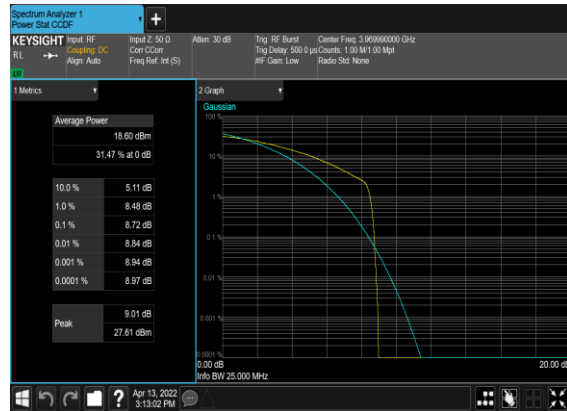 Spectrum Analyzer 1
Power Stat CCDF
KEYSIGHT
Input: RF
Input Z: 50 Ω
Atten: 30 dB
Trig: RF Burst
Center Freq: 3.969990000 GHz
RL
Coupling: DC
Corr CCorr
Trig Delay: 500.0 µs
Counts: 1.00 M/1.00 Mpt
Align: Auto
Freq Ref: Int (S)
#IF Gain: Low
Radio Std: None
1 Metrics
2 Graph
Gaussian
Average Power
18.60 dBm
31.47 % at 0 dB
10.0 % 5.11 dB
1.0 % 8.48 dB
0.1 % 8.72 dB
0.01 % 8.84 dB
0.001 % 8.94 dB
0.0001 % 8.97 dB
Peak
9.01 dB
27.61 dBm
100 %
10 %
1 %
0.1 %
0.01 %
0.001 %
0.0001 %
0.00 dB
20.00 dB
Info BW 25.000 MHz
?
Apr 13, 2022
3:13:02 PM